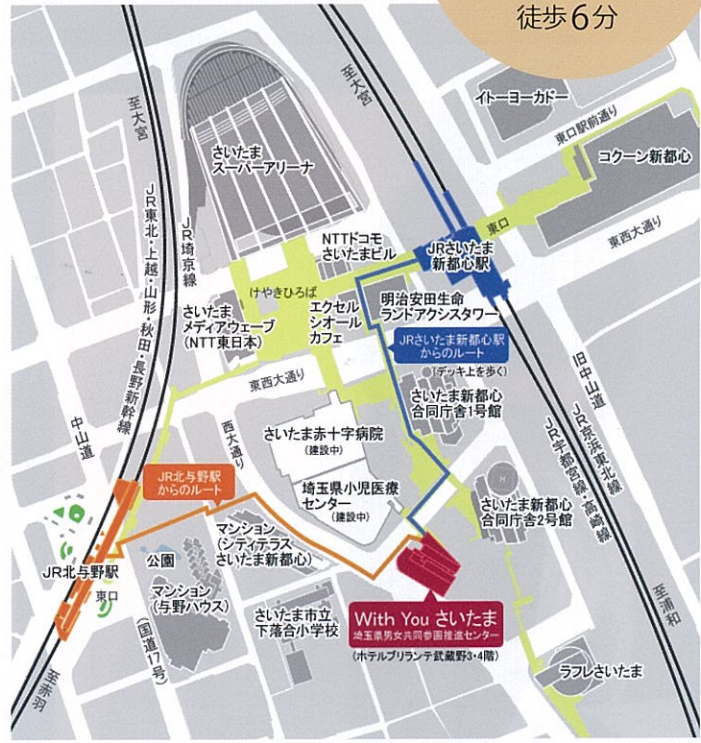 徒歩6分
至大宮
至大宮
イトーヨーカドー
東口駅前通り
コクーン新都心
さいたま
スーパーアリーナ
JR東北・上越・山形・秋田・長野新幹線
JR埼京線
NTTドコモ
さいたまビル
東口
JRさいたま
新都心駅
東西大通り
けやきひろば
さいたま
メディアウェーブ
(NTT東日本)
エクセル
シオール
カフェ
明治安田生命
ランドアクシスタワー
JRさいたま新都心駅
からのルート
(デッキ上を歩く)
東西大通り
旧中山道
さいたま新都心
合同庁舎1号館
中山道
西大通り
さいたま赤十字病院
(建設中)
JR京浜東北線
JR宇都宮線・高崎線
JR北与野駅
からのルート
埼玉県小児医療
センター
(建設中)
H
さいたま新都心
合同庁舎2号館
マンション
(シティテラス
さいたま新都心)
公園
JR北与野駅
東口
マンション
(与野ハウス)
(国道17号)
さいたま市立
下落合小学校
With You さいたま
埼玉県男女共同参画推進センター
(ホテルブリランテ武蔵野3・4階)
至浦和
ラフレさいたま
至赤羽